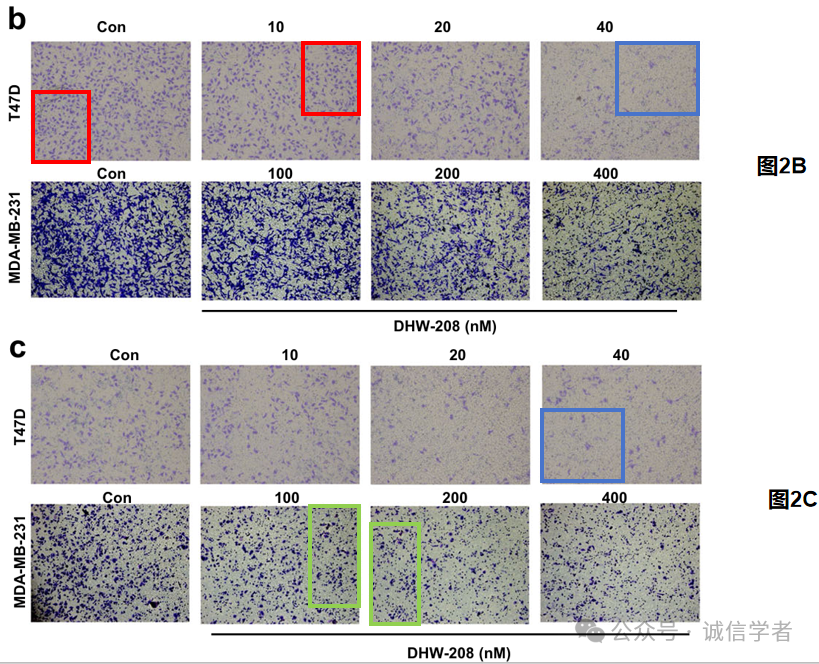 b
Con 10 20 40
T47D
图2B
Con 100 200 400
MDA-MB-231
DHW-208 (nM)
c
Con 10 20 40
T47D
Con 100 200 400
图2C
MDA-MB-231
公众号 · 诚信学者
DHW-208 (nM)